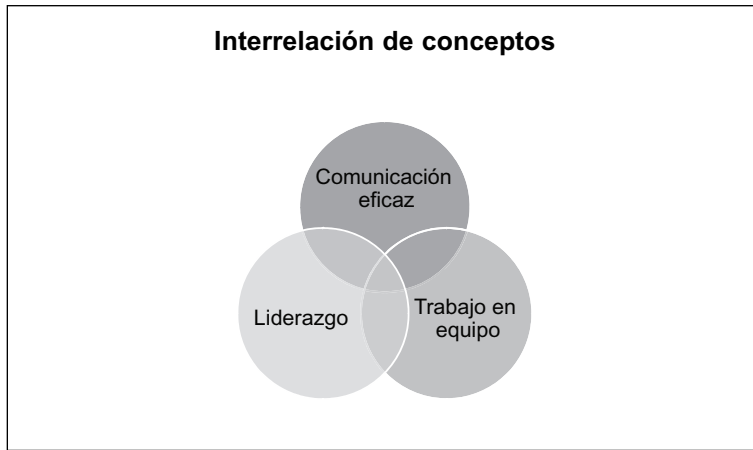 Interrelación de conceptos
Comunicación
eficaz
Liderazgo
Trabajo en
equipo